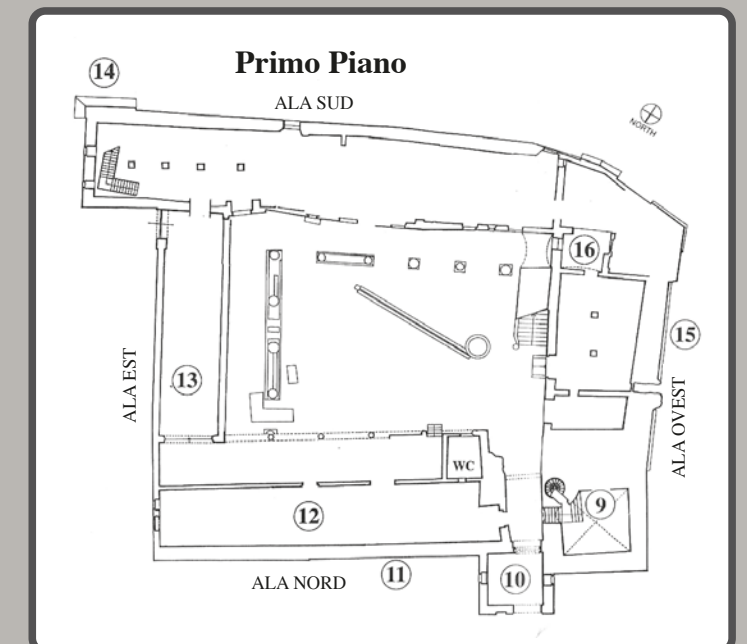 14
Primo Piano
ALA SUD
NORTH
16
15
ALA EST
13
ALA OVEST
WC
9
12
11
10
ALA NORD